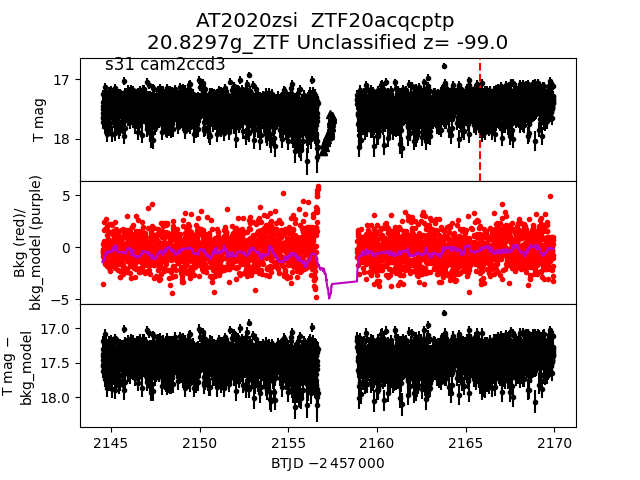 AT2020zsi  ZTF20acqcptp
20.8297g_ZTF Unclassified z= -99.0
s31 cam2ccd3
17
18
T mag
5
0
−5
Bkg (red)/
bkg_model (purple)
17.0
17.5
18.0
T mag −
bkg_model
2145
2150
2155
2160
2165
2170
BTJD −2 457 000